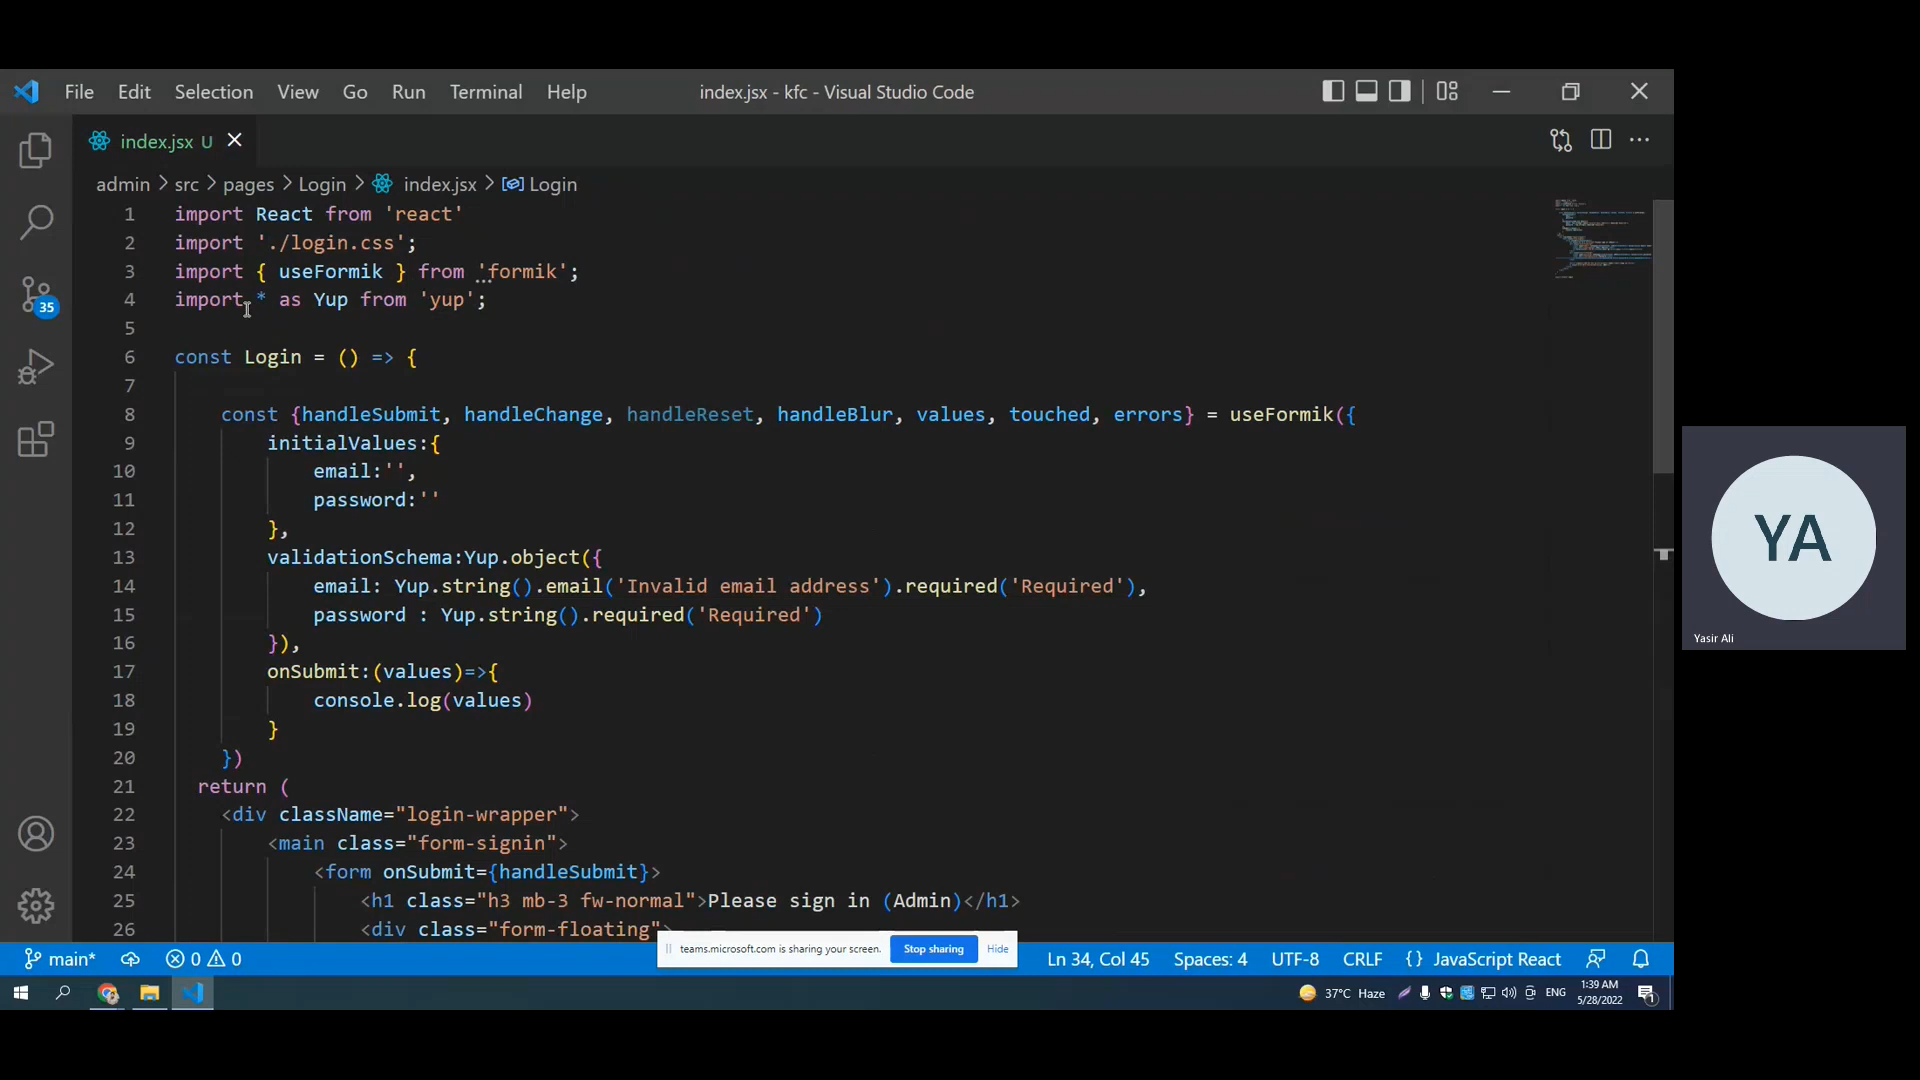 File Edit Selection View Go Run Terminal Help index.jsx - kfc - Visual Studio Code
index.jsx U
admin > src > pages > Login > index.jsx > Login
1 import React from 'react'
2 import './login.css';
3 import { useFormik } from 'formik';
4 import * as Yup from 'yup';
5
6 const Login = () => {
7
8 const {handleSubmit, handleChange, handleReset, handleBlur, values, touched, errors} = useFormik({
9 initialValues:{
10 email:'',
11 password:''
12 },
13 validationSchema:Yup.object({
14 email: Yup.string().email('Invalid email address').required('Required'),
15 password : Yup.string().required('Required')
16 }),
17 onSubmit:(values)=>{
18 console.log(values)
19 }
20 })
21 return (
22 <div className="login-wrapper">
23 <main class="form-signin">
24 <form onSubmit={handleSubmit}>
25 <h1 class="h3 mb-3 fw-normal">Please sign in (Admin)</h1>
26 <div class="form-floating">
35
YA
Yasir Ali
teams.microsoft.com is sharing your screen. Stop sharing Hide
main* 0 0 Ln 34, Col 45 Spaces: 4 UTF-8 CRLF {} JavaScript React
37°C Haze ENG 1:39 AM
5/28/2022
1